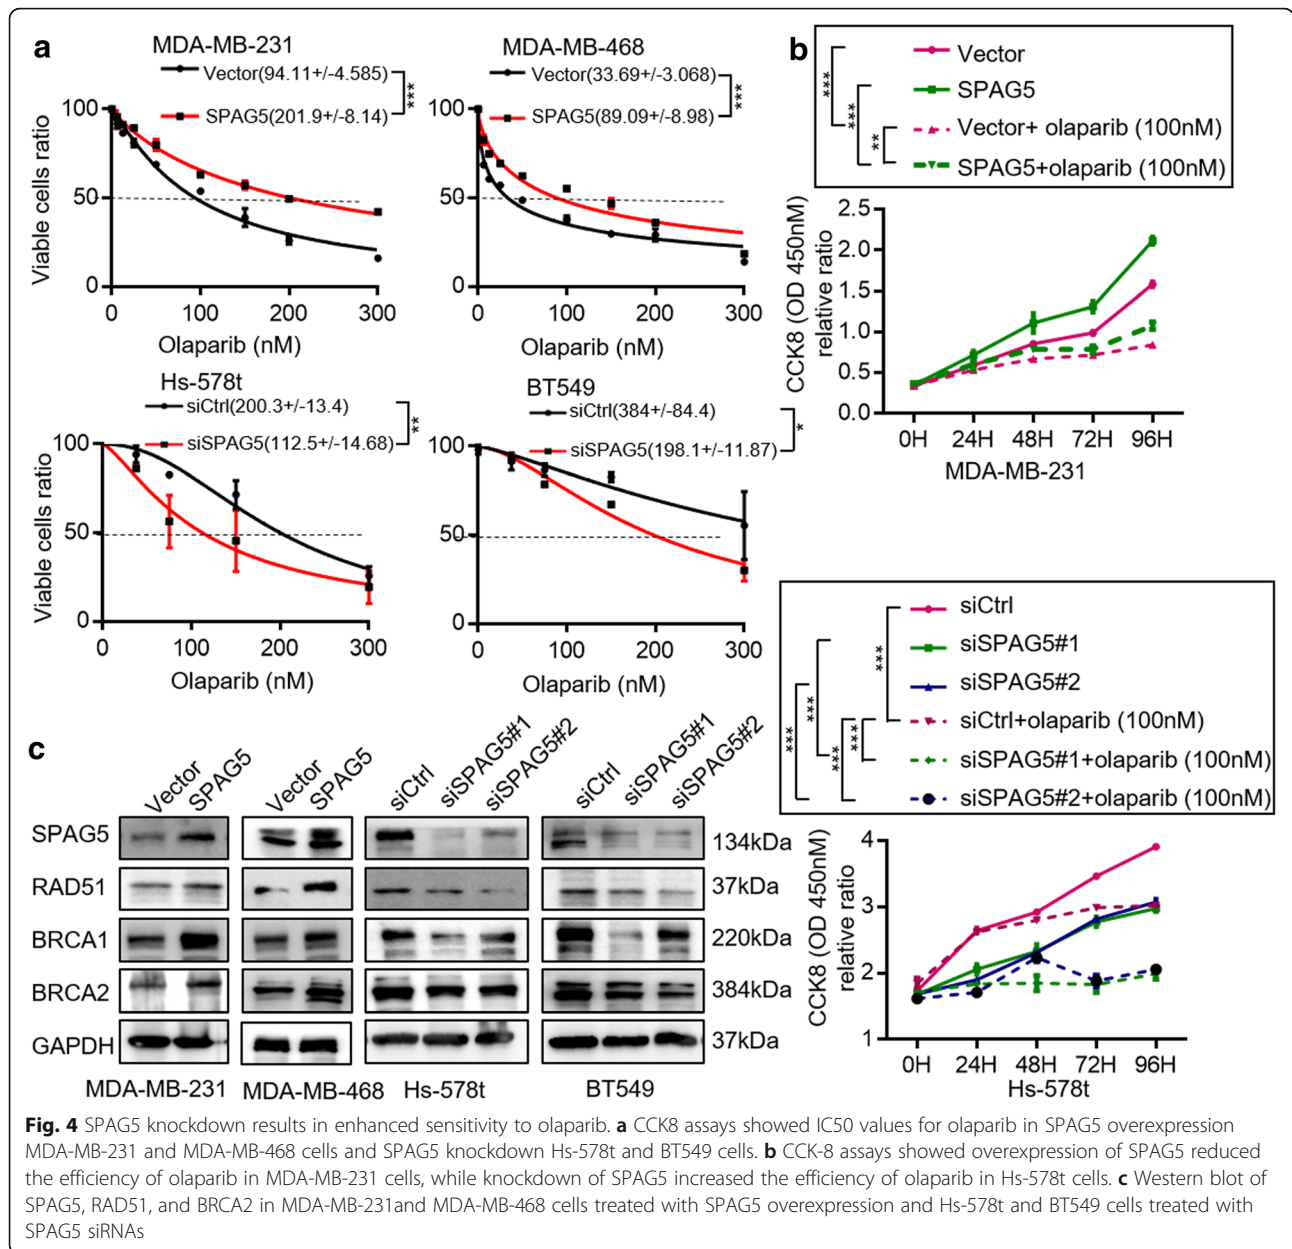 a
MDA-MB-231
Vector(94.11+/-4.585)
SPAG5(201.9+/-8.14)
***
Viable cells ratio
100
50
0
0 100 200 300
Olaparib (nM)
MDA-MB-468
Vector(33.69+/-3.068)
SPAG5(89.09+/-8.98)
***
100
50
0
0 100 200 300
Olaparib (nM)
Hs-578t
siCtrl(200.3+/-13.4)
siSPAG5(112.5+/-14.68)
**
Viable cells ratio
100
50
0
0 100 200 300
Olaparib (nM)
BT549
siCtrl(384+/-84.4)
siSPAG5(198.1+/-11.87)
*
100
50
0
0 100 200 300
Olaparib (nM)
b
Vector
SPAG5
Vector+ olaparib (100nM)
SPAG5+olaparib (100nM)
***
***
**
CCK8 (OD 450nM)
relative ratio
2.5
2.0
1.5
1.0
0.5
0.0
0H 24H 48H 72H 96H
MDA-MB-231
siCtrl
siSPAG5#1
siSPAG5#2
siCtrl+olaparib (100nM)
siSPAG5#1+olaparib (100nM)
siSPAG5#2+olaparib (100nM)
***
***
***
***
***
CCK8 (OD 450nM)
relative ratio
4
3
2
1
0H 24H 48H 72H 96H
Hs-578t
c
Vector SPAG5 Vector SPAG5 siCtrl siSPAG5#1 siSPAG5#2 siCtrl siSPAG5#1 siSPAG5#2
SPAG5 134kDa
RAD51 37kDa
BRCA1 220kDa
BRCA2 384kDa
GAPDH 37kDa
MDA-MB-231 MDA-MB-468 Hs-578t BT549
Fig. 4 SPAG5 knockdown results in enhanced sensitivity to olaparib. a CCK8 assays showed IC50 values for olaparib in SPAG5 overexpression
MDA-MB-231 and MDA-MB-468 cells and SPAG5 knockdown Hs-578t and BT549 cells. b CCK-8 assays showed overexpression of SPAG5 reduced
the efficiency of olaparib in MDA-MB-231 cells, while knockdown of SPAG5 increased the efficiency of olaparib in Hs-578t cells. c Western blot of
SPAG5, RAD51, and BRCA2 in MDA-MB-231and MDA-MB-468 cells treated with SPAG5 overexpression and Hs-578t and BT549 cells treated with
SPAG5 siRNAs